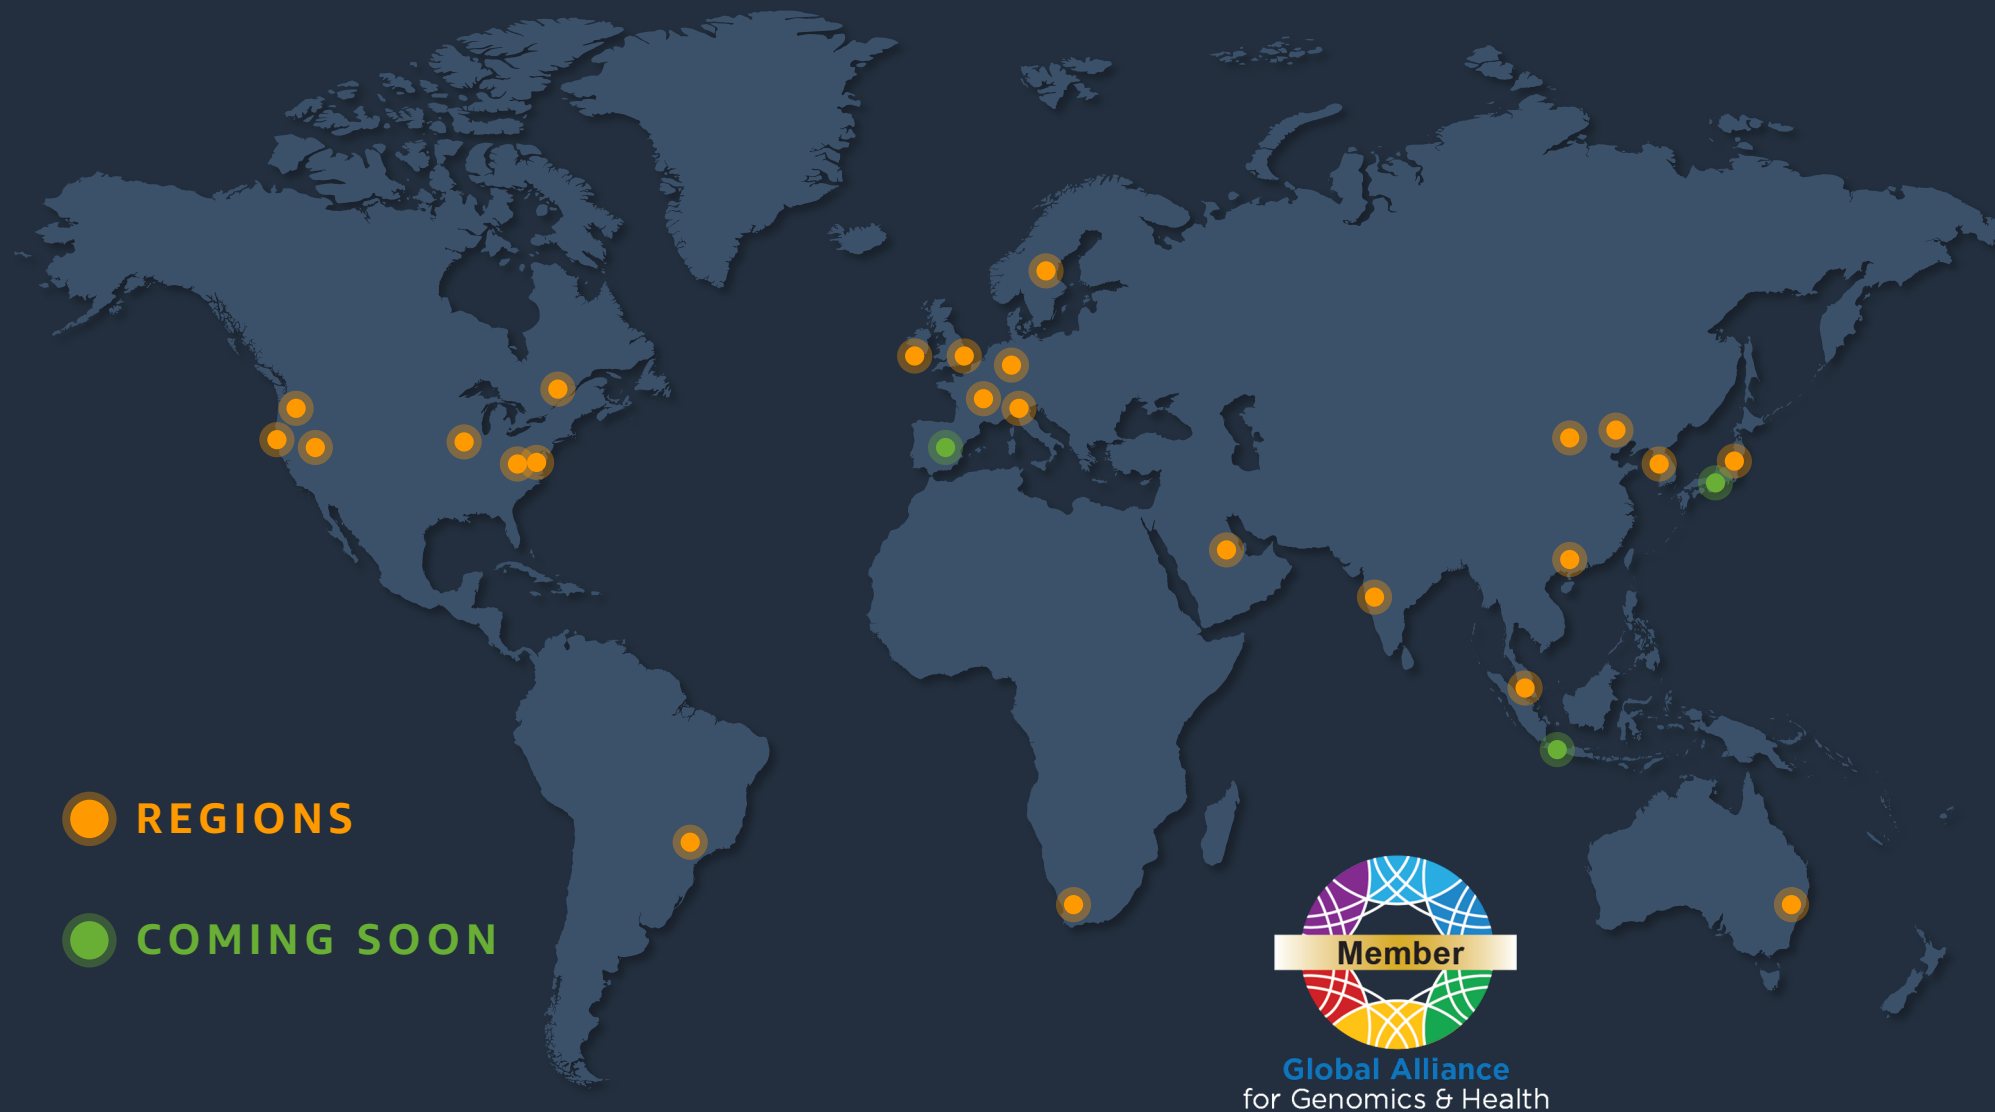 REGIONS
COMING SOON
Member
Global Alliance
for Genomics & Health